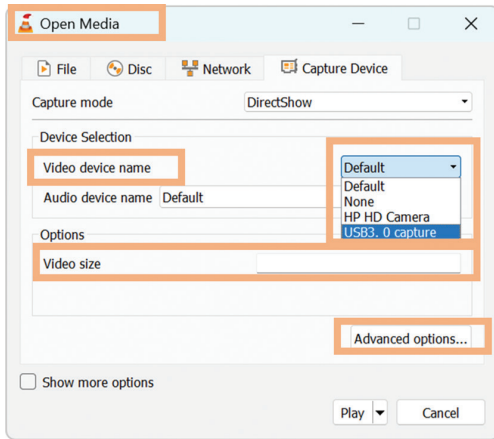 Open Media
File Disc Network Capture Device
Capture mode DirectShow
Device Selection
Video device name Default
Default
Audio device name Default None
HP HD Camera
Options USB3. 0 capture
Video size
Advanced options...
Show more options
Play Cancel